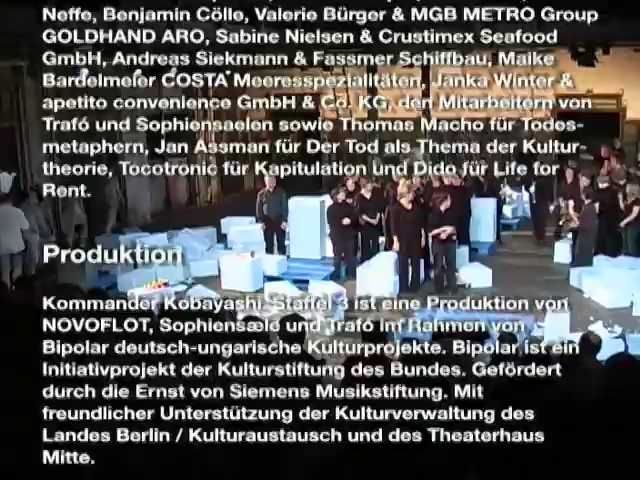 Neffe, Benjamin Cölle, Valerie Bürger & MGB METRO Group
GOLDHAND ARO, Sabine Nielsen & Crustimex Seafood
GmbH, Andreas Siekmann & Fassmer Schiffbau, Maike
Bardelmeier COSTA Meeresspezialitäten, Janka Winter &
apetito convenience GmbH & Co. KG, den Mitarbeitern von
Trafó und Sophiensaelen sowie Thomas Macho für Todes-
metaphern, Jan Assman für Der Tod als Thema der Kultur-
theorie, Tocotronic für Kapitulation und Dido für Life for
Rent.
Produktion
Kommander Kobayashi. Staffel 3 ist eine Produktion von
NOVOFLOT, Sophiensæle und Trafó im Rahmen von
Bipolar deutsch-ungarische Kulturprojekte. Bipolar ist ein
Initiativprojekt der Kulturstiftung des Bundes. Gefördert
durch die Ernst von Siemens Musikstiftung. Mit
freundlicher Unterstützung der Kulturverwaltung des
Landes Berlin / Kulturaustausch und des Theaterhaus
Mitte.